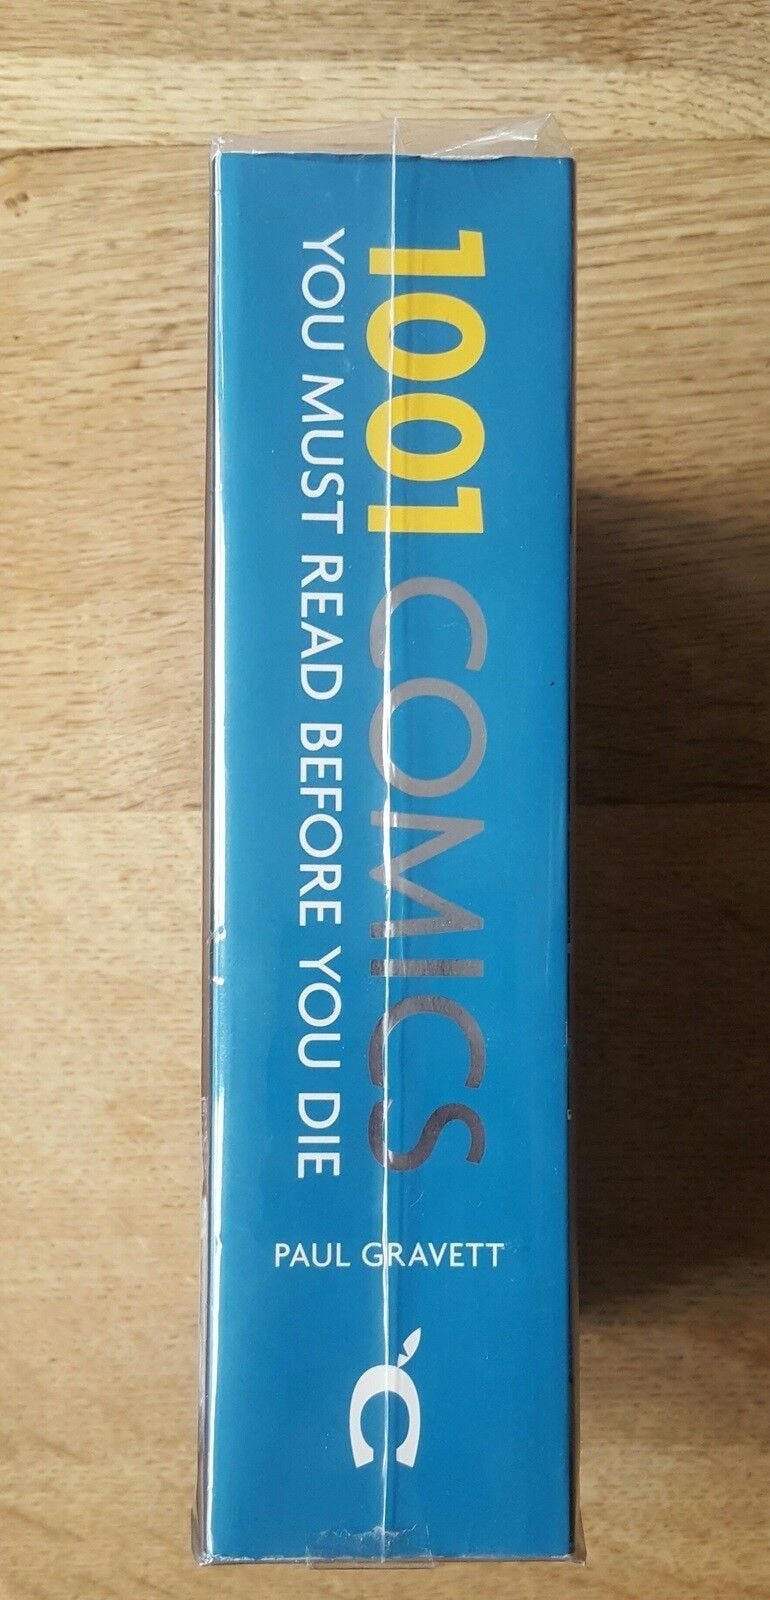 1001 COMICS
YOU MUST READ BEFORE YOU DIE
PAUL GRAVETT
C